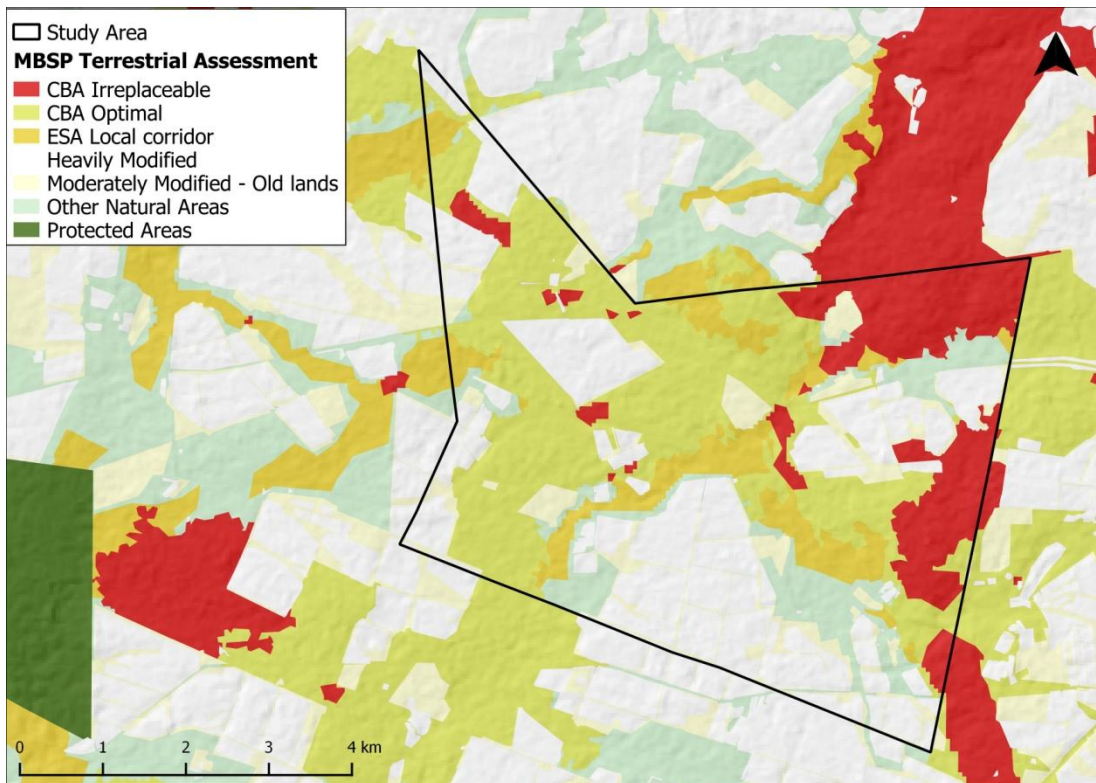 Study Area
MBSP Terrestrial Assessment
CBA Irreplaceable
CBA Optimal
ESA Local corridor
Heavily Modified
Moderately Modified - Old lands
Other Natural Areas
Protected Areas
0 1 2 3 4 km